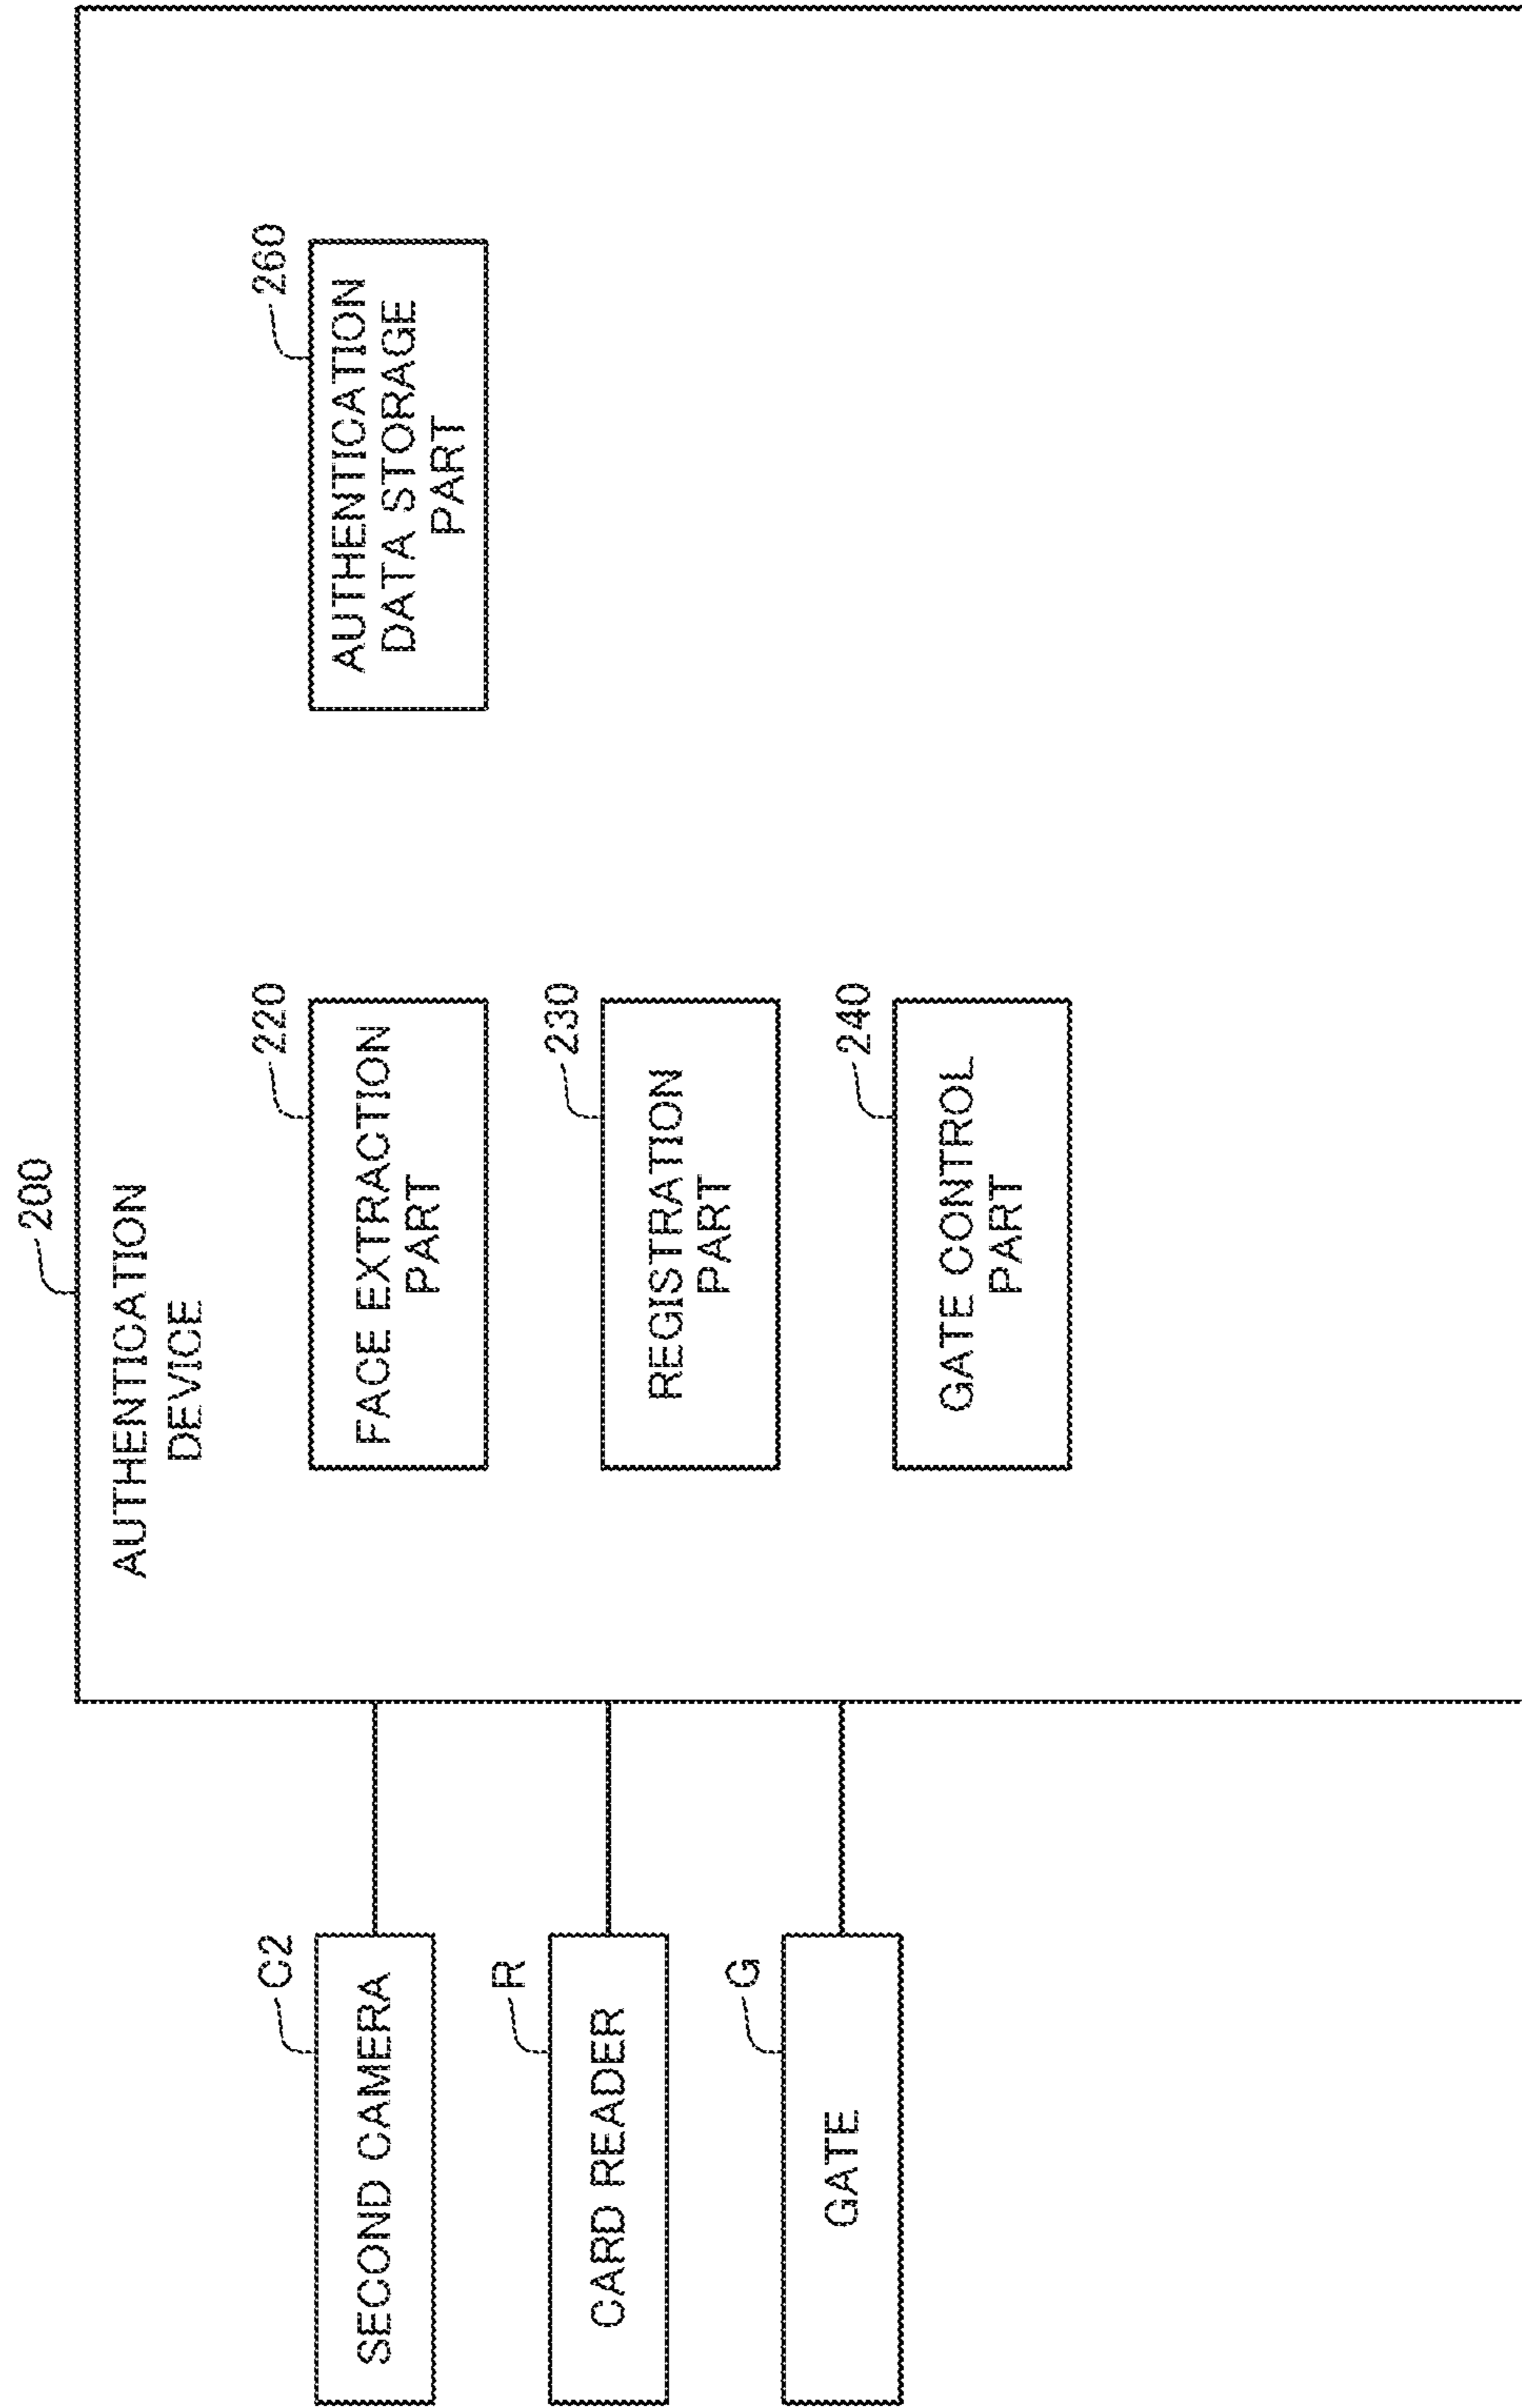 200
AUTHENTICATION
DEVICE
C2
SECOND CAMERA
220
FACE EXTRACTION
PART
260
AUTHENTICATION
DATA STORAGE
PART
R
CARD READER
230
REGISTRATION
PART
G
GATE
240
GATE CONTROL
PART